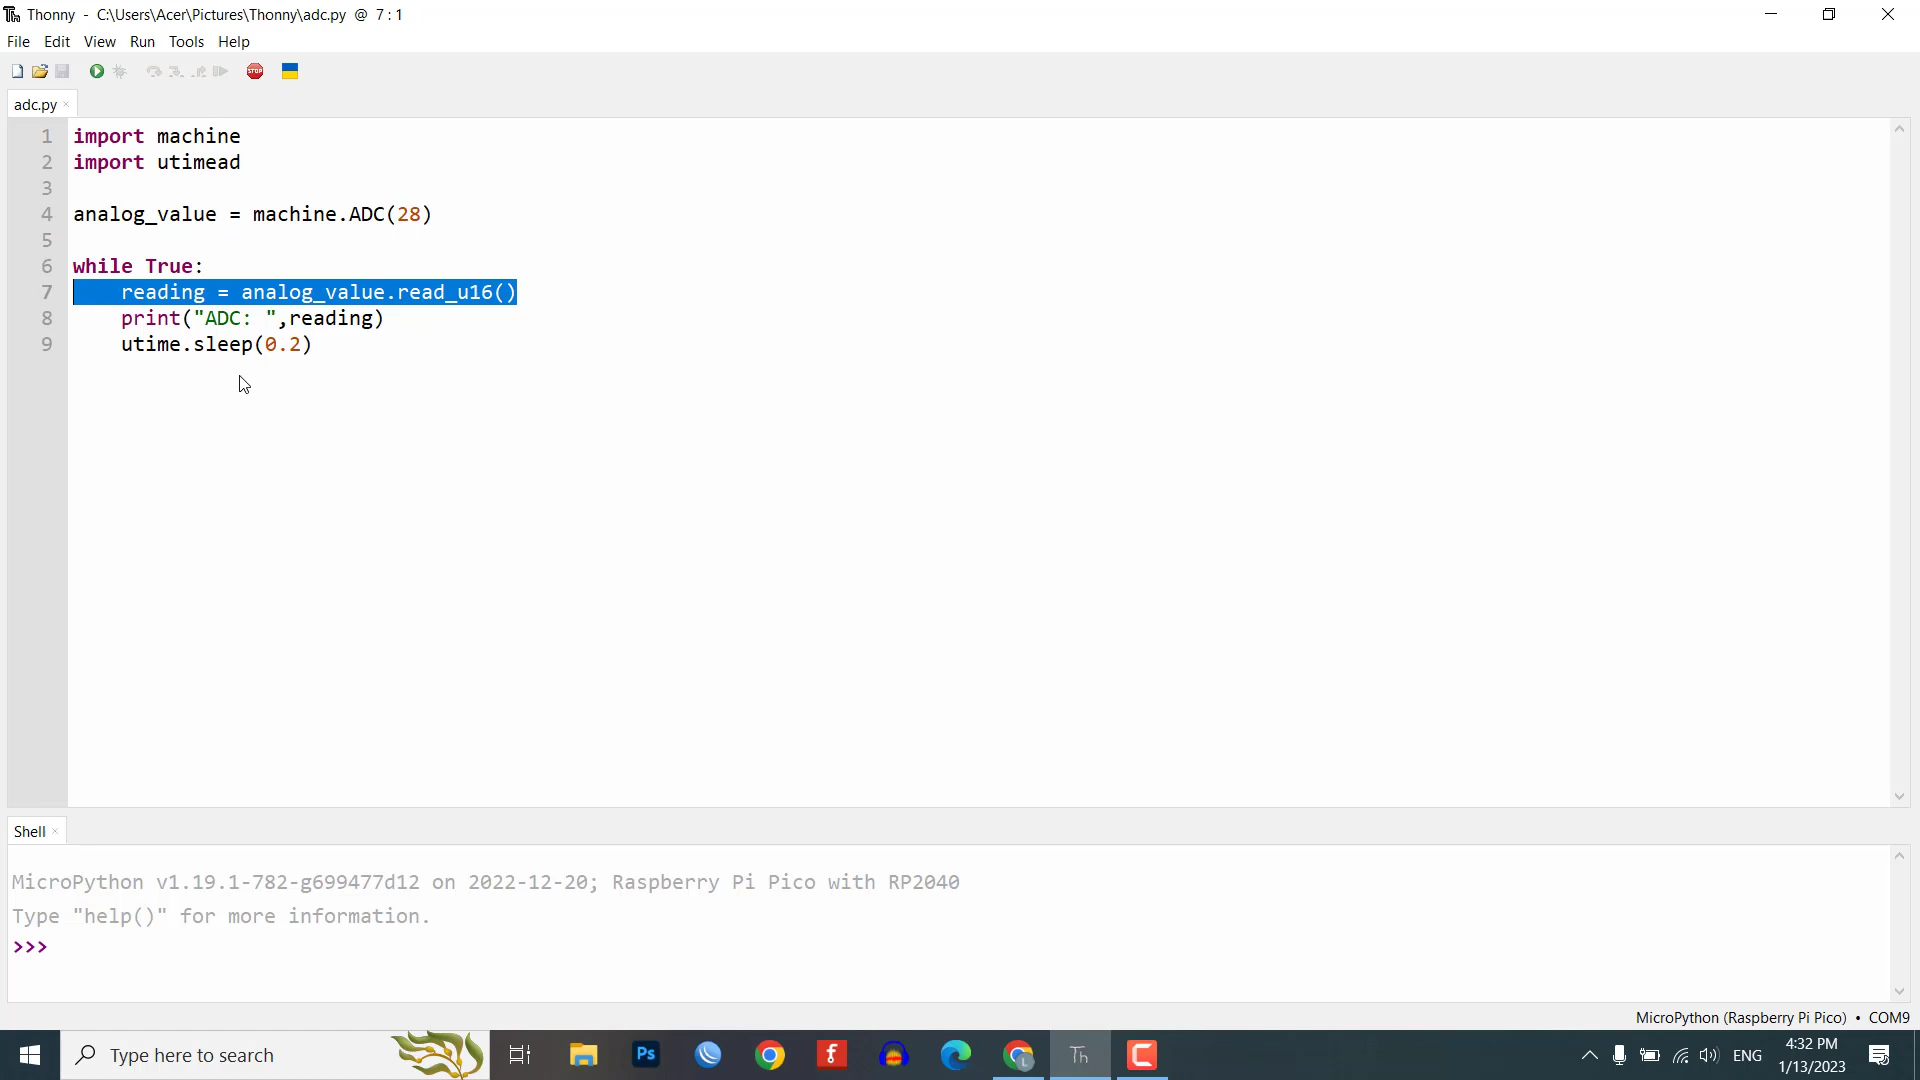 Th Thonny - C:\Users\Acer\Pictures\Thonny\adc.py @ 7 : 1
File Edit View Run Tools Help
STOP
adc.py ×
1 import machine
2 import utimead
3
4 analog_value = machine.ADC(28)
5
6 while True:
7 reading = analog_value.read_u16()
8 print("ADC: ",reading)
9 utime.sleep(0.2)
Shell ×
MicroPython v1.19.1-782-g699477d12 on 2022-12-20; Raspberry Pi Pico with RP2040
Type "help()" for more information.
>>>
MicroPython (Raspberry Pi Pico) • COM9
Type here to search
Ps
f
L
Th
C
ENG
4:32 PM
1/13/2023